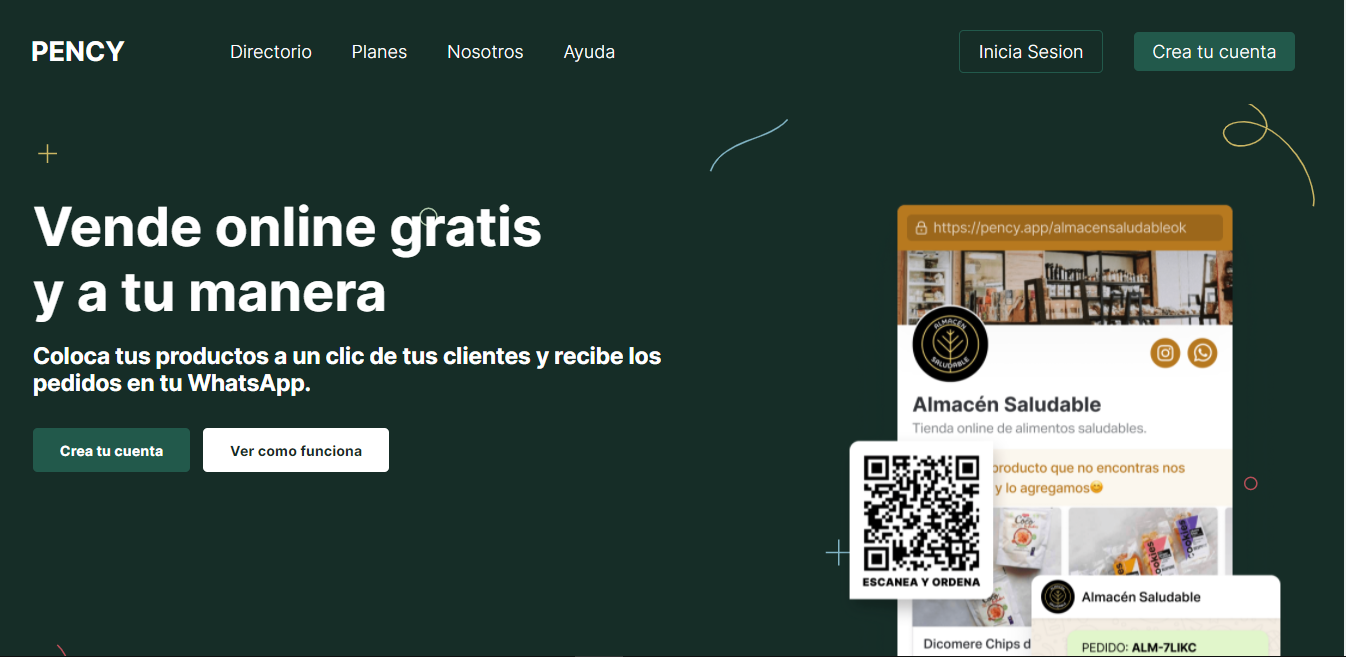 PENCY
Directorio
Planes
Nosotros
Ayuda
Inicia Sesion
Crea tu cuenta
Vende online gratis
y a tu manera
Coloca tus productos a un clic de tus clientes y recibe los
pedidos en tu WhatsApp.
Crea tu cuenta
Ver como funciona
https://pency.app/almacensaludableok
ALMACÉN
SALUDABLE
Almacén Saludable
Tienda online de alimentos saludables.
producto que no encontras nos
y lo agregamos😊
ESCANEA Y ORDENA
Coco
cookies
Dicomere Chips d
Almacén Saludable
PEDIDO: ALM-7LIKC